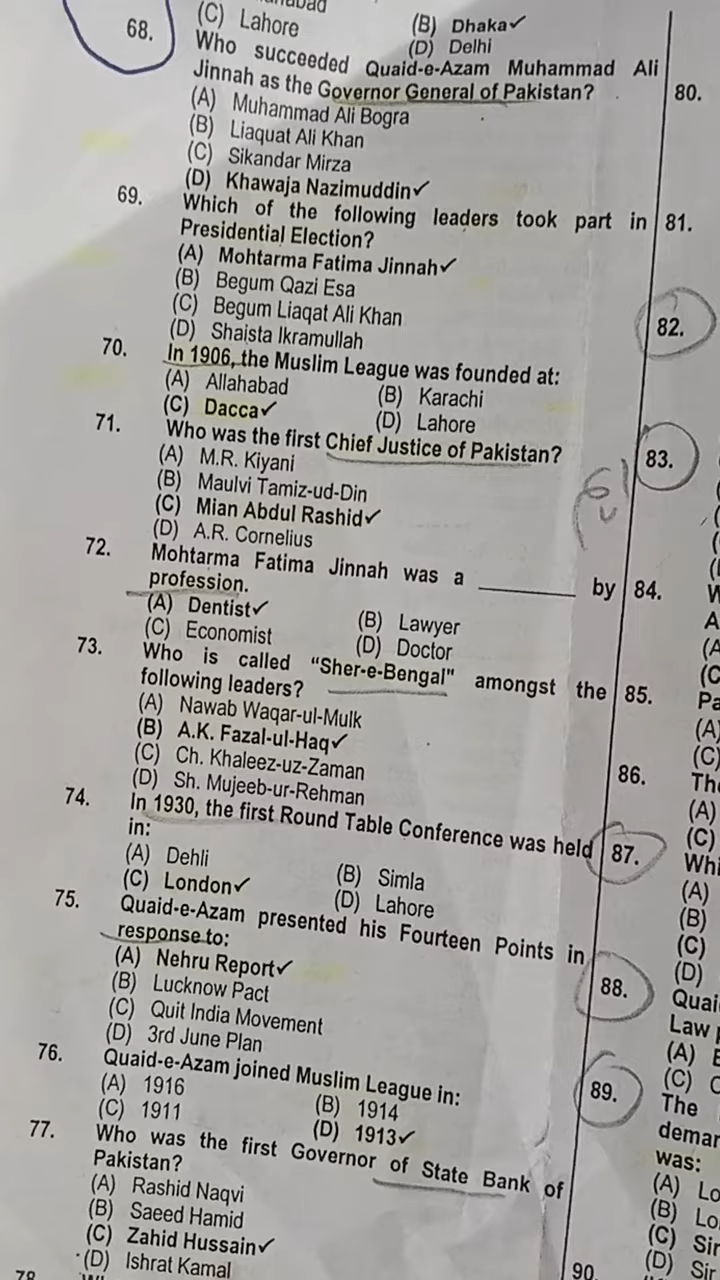 (C) Lahore
(B) Dhaka✓
(D) Delhi
68. Who succeeded Quaid-e-Azam Muhammad Ali
Jinnah as the Governor General of Pakistan?
(A) Muhammad Ali Bogra
(B) Liaquat Ali Khan
(C) Sikandar Mirza
(D) Khawaja Nazimuddin✓
69. Which of the following leaders took part in
Presidential Election?
(A) Mohtarma Fatima Jinnah✓
(B) Begum Qazi Esa
(C) Begum Liaqat Ali Khan
(D) Shaista Ikramullah
70. In 1906, the Muslim League was founded at:
(A) Allahabad (B) Karachi
(C) Dacca✓ (D) Lahore
71. Who was the first Chief Justice of Pakistan?
(A) M.R. Kiyani
(B) Maulvi Tamiz-ud-Din
(C) Mian Abdul Rashid✓
(D) A.R. Cornelius
72. Mohtarma Fatima Jinnah was a ________ by
profession.
(A) Dentist✓ (B) Lawyer
(C) Economist (D) Doctor
73. Who is called "Sher-e-Bengal" amongst the
following leaders?
(A) Nawab Waqar-ul-Mulk
(B) A.K. Fazal-ul-Haq✓
(C) Ch. Khaleez-uz-Zaman
(D) Sh. Mujeeb-ur-Rehman
74. In 1930, the first Round Table Conference was held
in:
(A) Dehli (B) Simla
(C) London✓ (D) Lahore
75. Quaid-e-Azam presented his Fourteen Points in
response to:
(A) Nehru Report✓
(B) Lucknow Pact
(C) Quit India Movement
(D) 3rd June Plan
76. Quaid-e-Azam joined Muslim League in:
(A) 1916 (B) 1914
(C) 1911 (D) 1913✓
77. Who was the first Governor of State Bank of
Pakistan?
(A) Rashid Naqvi
(B) Saeed Hamid
(C) Zahid Hussain✓
(D) Ishrat Kamal
78
80.
81.
82.
83.
84.
(A
(C
85.
(A)
(C)
86.
(A)
(C)
87.
(A)
(B)
(C)
(D)
88.
Law
(A)
(C)
89. The
was:
(A)
(B)
(C)
(D)
90